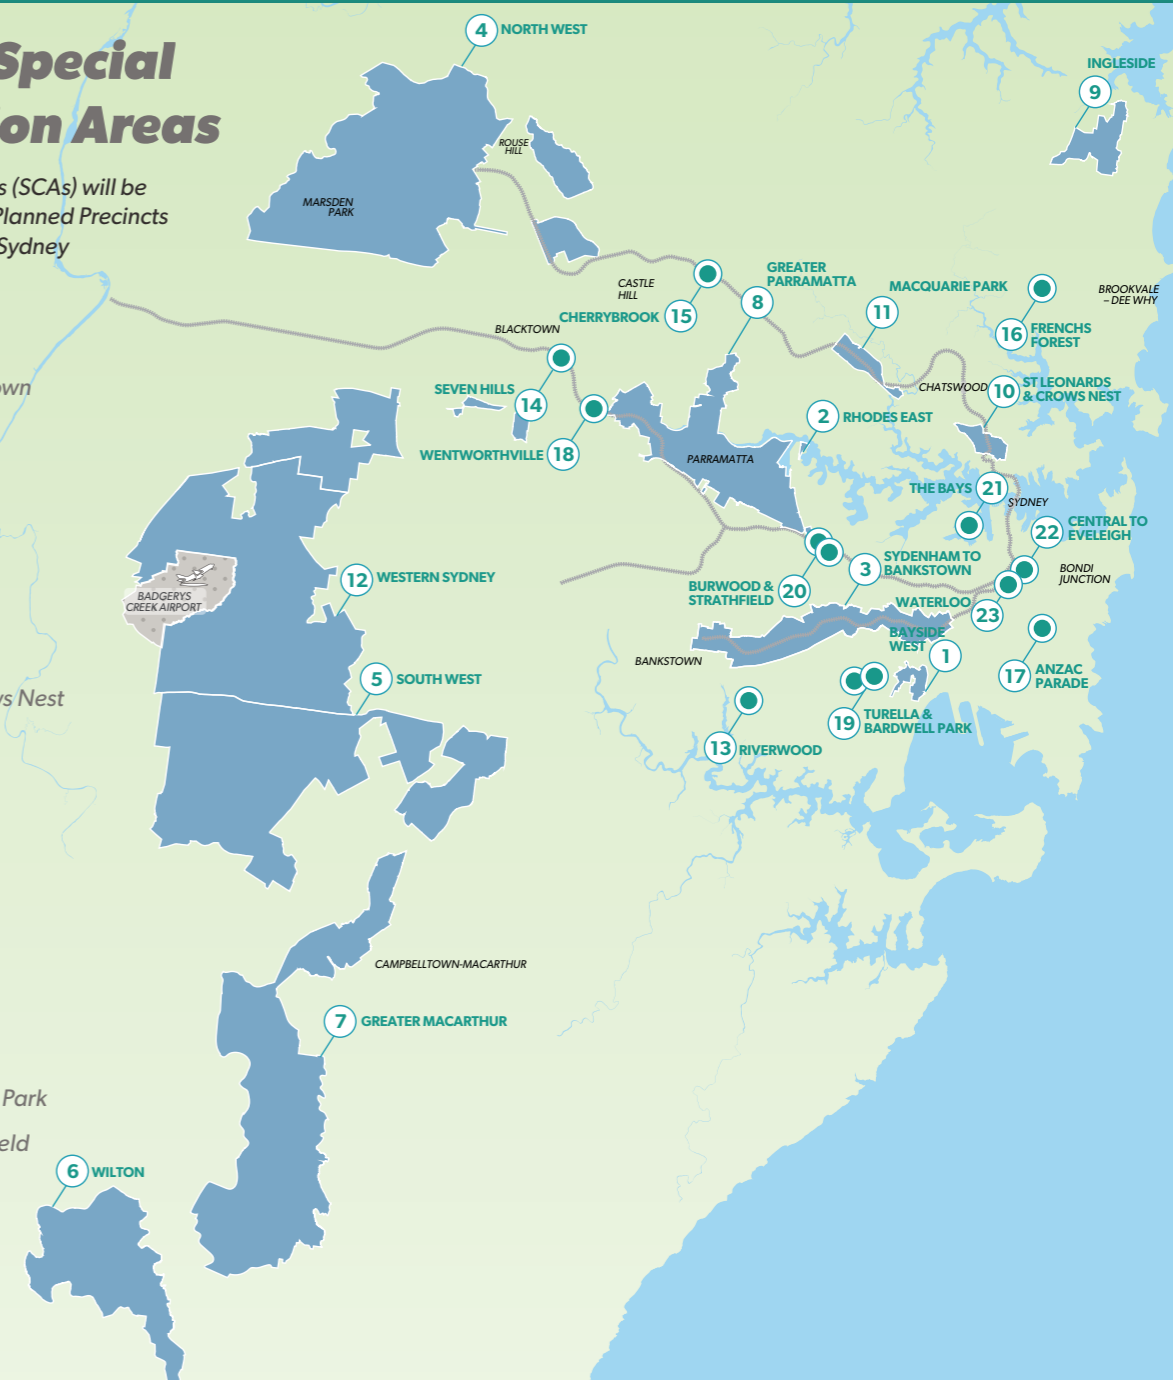 Special
on Areas
s (SCAs) will be
Planned Precincts
Sydney
4 NORTH WEST
INGLESIDE
9
ROUSE
HILL
MARSDEN
PARK
GREATER
PARRAMATTA
8
CASTLE
HILL
MACQUARIE PARK
11
BROOKVALE
– DEE WHY
CHERRYBROOK 15
BLACKTOWN
16 FRENCHS
FOREST
own
SEVEN HILLS
14
CHATSWOOD
10 ST LEONARDS
& CROWS NEST
2 RHODES EAST
WENTWORTHVILLE 18
PARRAMATTA
THE BAYS 21
SYDNEY
22 CENTRAL TO
EVELEIGH
BADGERYS
CREEK AIRPORT
12 WESTERN SYDNEY
3 SYDENHAM TO
BANKSTOWN
BONDI
JUNCTION
BURWOOD &
STRATHFIELD 20
WATERLOO
23
BAYSIDE
WEST
1
BANKSTOWN
5 SOUTH WEST
17 ANZAC
PARADE
s Nest
19 TURELLA &
BARDWELL PARK
13 RIVERWOOD
CAMPBELLTOWN-MACARTHUR
7 GREATER MACARTHUR
Park
eld
6 WILTON